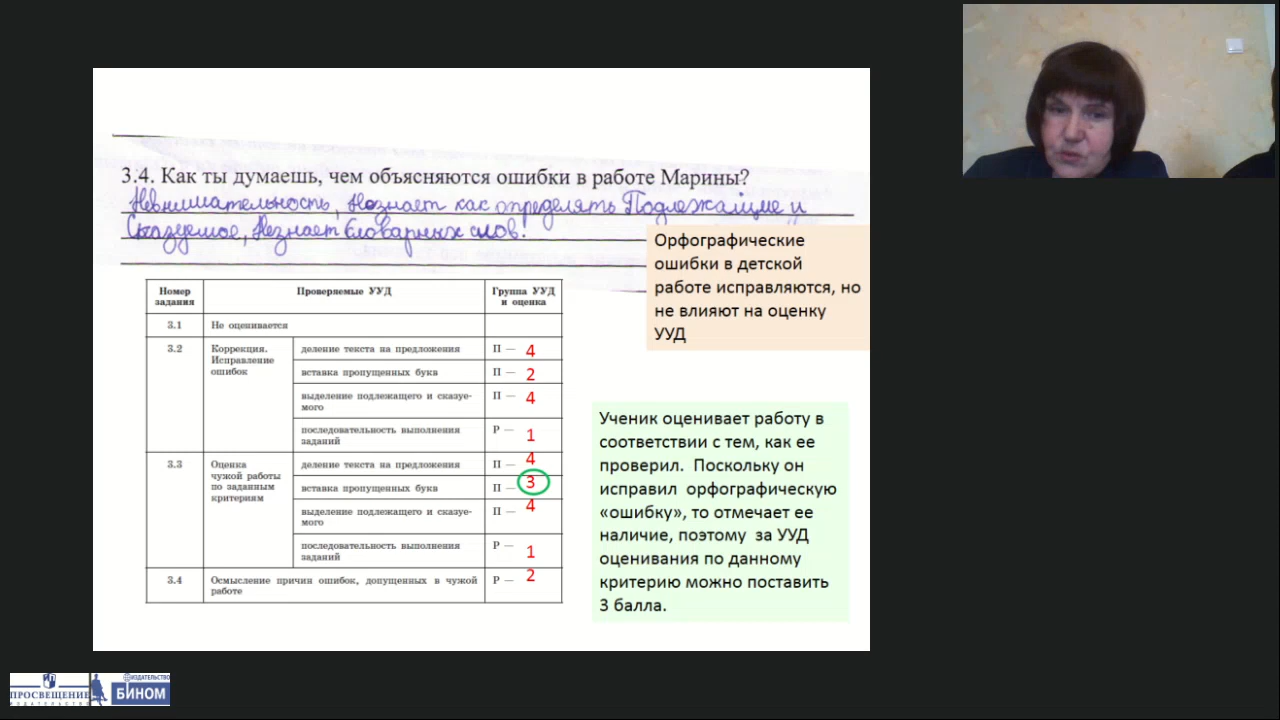 3.4. Как ты думаешь, чем объясняются ошибки в работе Марины?
Невнимательность, Незнает как определять Подлежащие и
Сказуемое, Незнает Словарных слов!
Орфографические
ошибки в детской
работе исправляются, но
не влияют на оценку
УУД
Номер задания Проверяемые УУД Группа УУД и оценка
3.1 Не оценивается
3.2 Коррекция. Исправление ошибок
деление текста на предложения П — 4
вставка пропущенных букв П — 2
выделение подлежащего и сказуе-
мого П — 4
последовательность выполнения
заданий Р — 1
3.3 Оценка чужой работы по заданным критериям
деление текста на предложения П — 4
вставка пропущенных букв П — 3
выделение подлежащего и сказуе-
мого П — 4
последовательность выполнения
заданий Р — 1
3.4 Осмысление причин ошибок, допущенных в чужой
работе Р — 2
Ученик оценивает работу в
соответствии с тем, как ее
проверил. Поскольку он
исправил орфографическую
«ошибку», то отмечает ее
наличие, поэтому за УУД
оценивания по данному
критерию можно поставить
3 балла.
ПРОСВЕЩЕНИЕ
ИЗДАТЕЛЬСТВО
ИЗДАТЕЛЬСТВО
БИНОМ